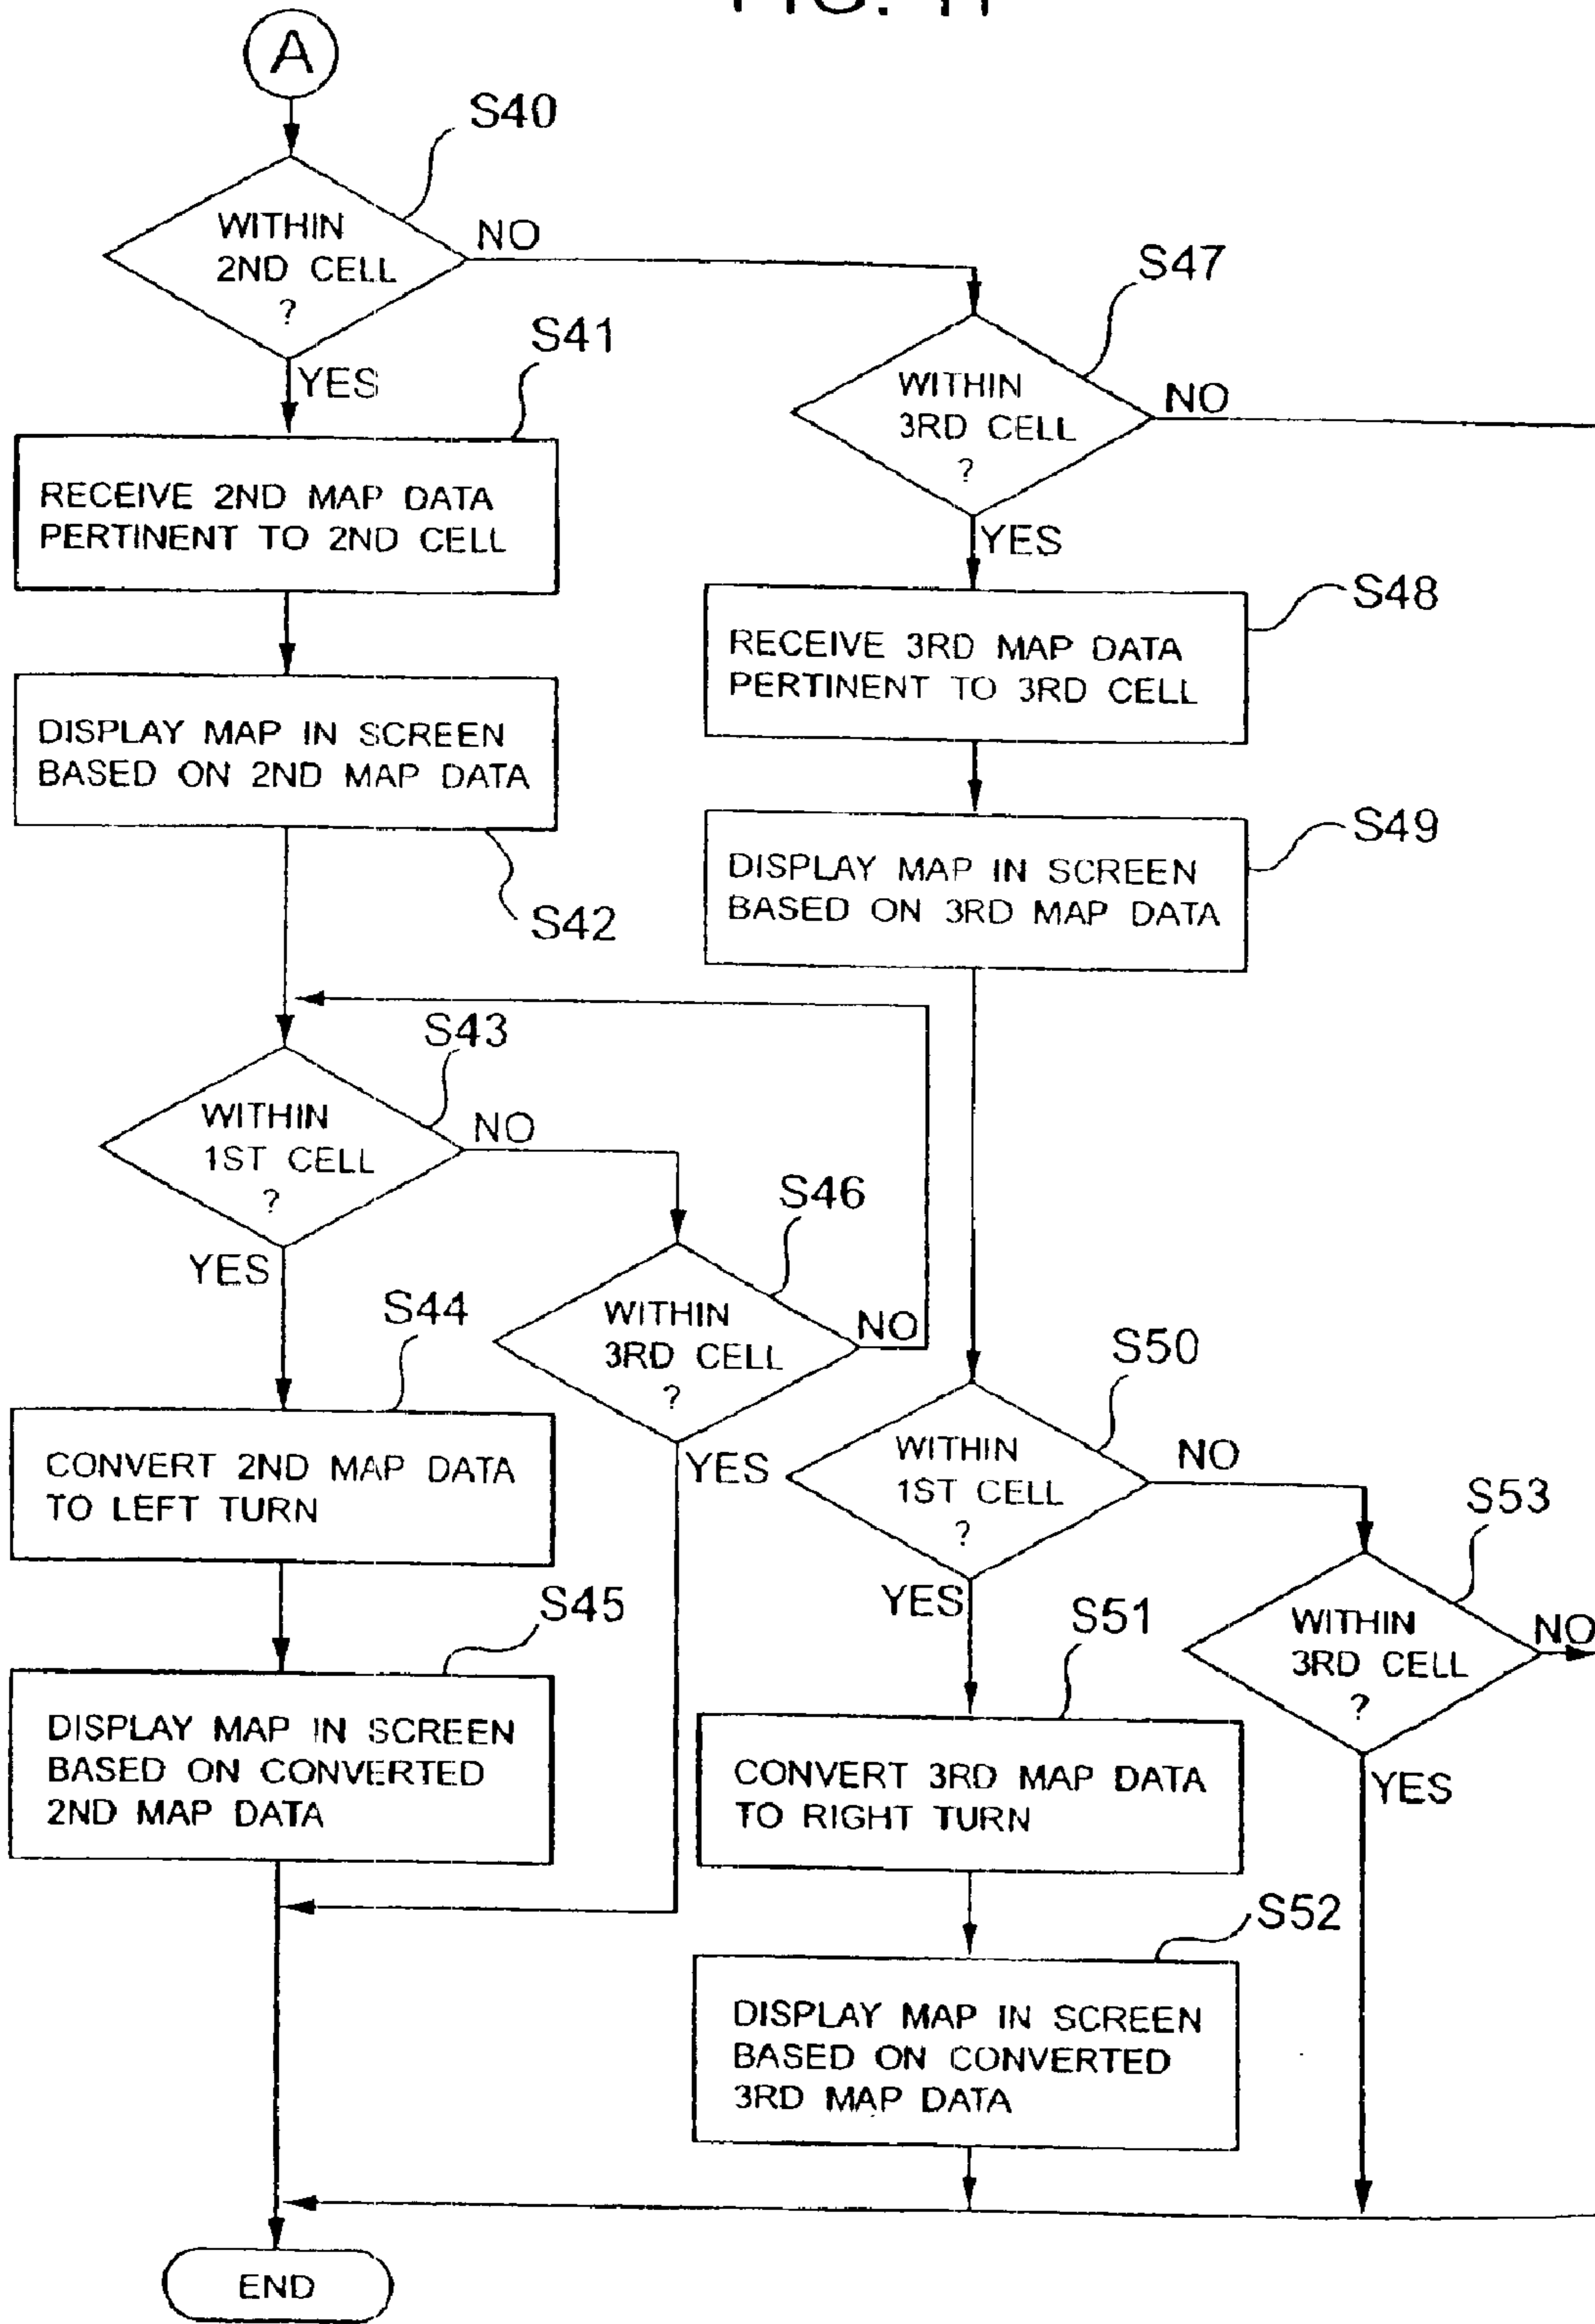 FIG. 11
A
S40
WITHIN
2ND CELL
?
NO
YES
S41
RECEIVE 2ND MAP DATA
PERTINENT TO 2ND CELL
DISPLAY MAP IN SCREEN
BASED ON 2ND MAP DATA
S42
S43
WITHIN
1ST CELL
?
NO
YES
S44
CONVERT 2ND MAP DATA
TO LEFT TURN
S45
DISPLAY MAP IN SCREEN
BASED ON CONVERTED
2ND MAP DATA
S46
WITHIN
3RD CELL
?
NO
YES
S47
WITHIN
3RD CELL
?
NO
YES
S48
RECEIVE 3RD MAP DATA
PERTINENT TO 3RD CELL
S49
DISPLAY MAP IN SCREEN
BASED ON 3RD MAP DATA
S50
WITHIN
1ST CELL
?
NO
YES
S51
CONVERT 3RD MAP DATA
TO RIGHT TURN
S52
DISPLAY MAP IN SCREEN
BASED ON CONVERTED
3RD MAP DATA
S53
WITHIN
3RD CELL
?
NO
YES
END